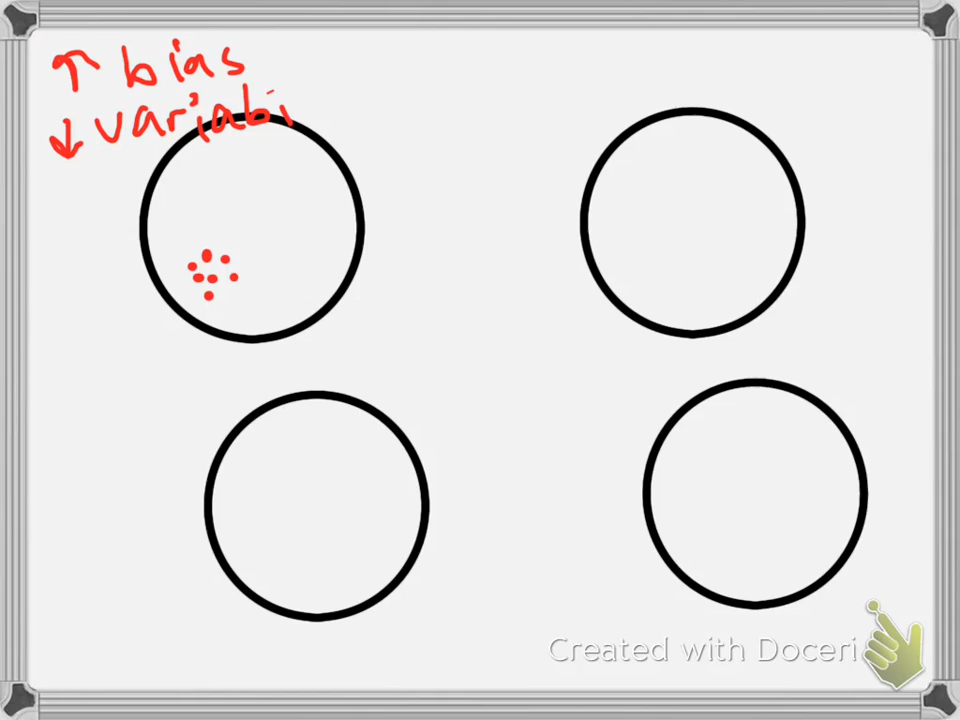 ↑ bias
↓ variabi
Created with Doceri